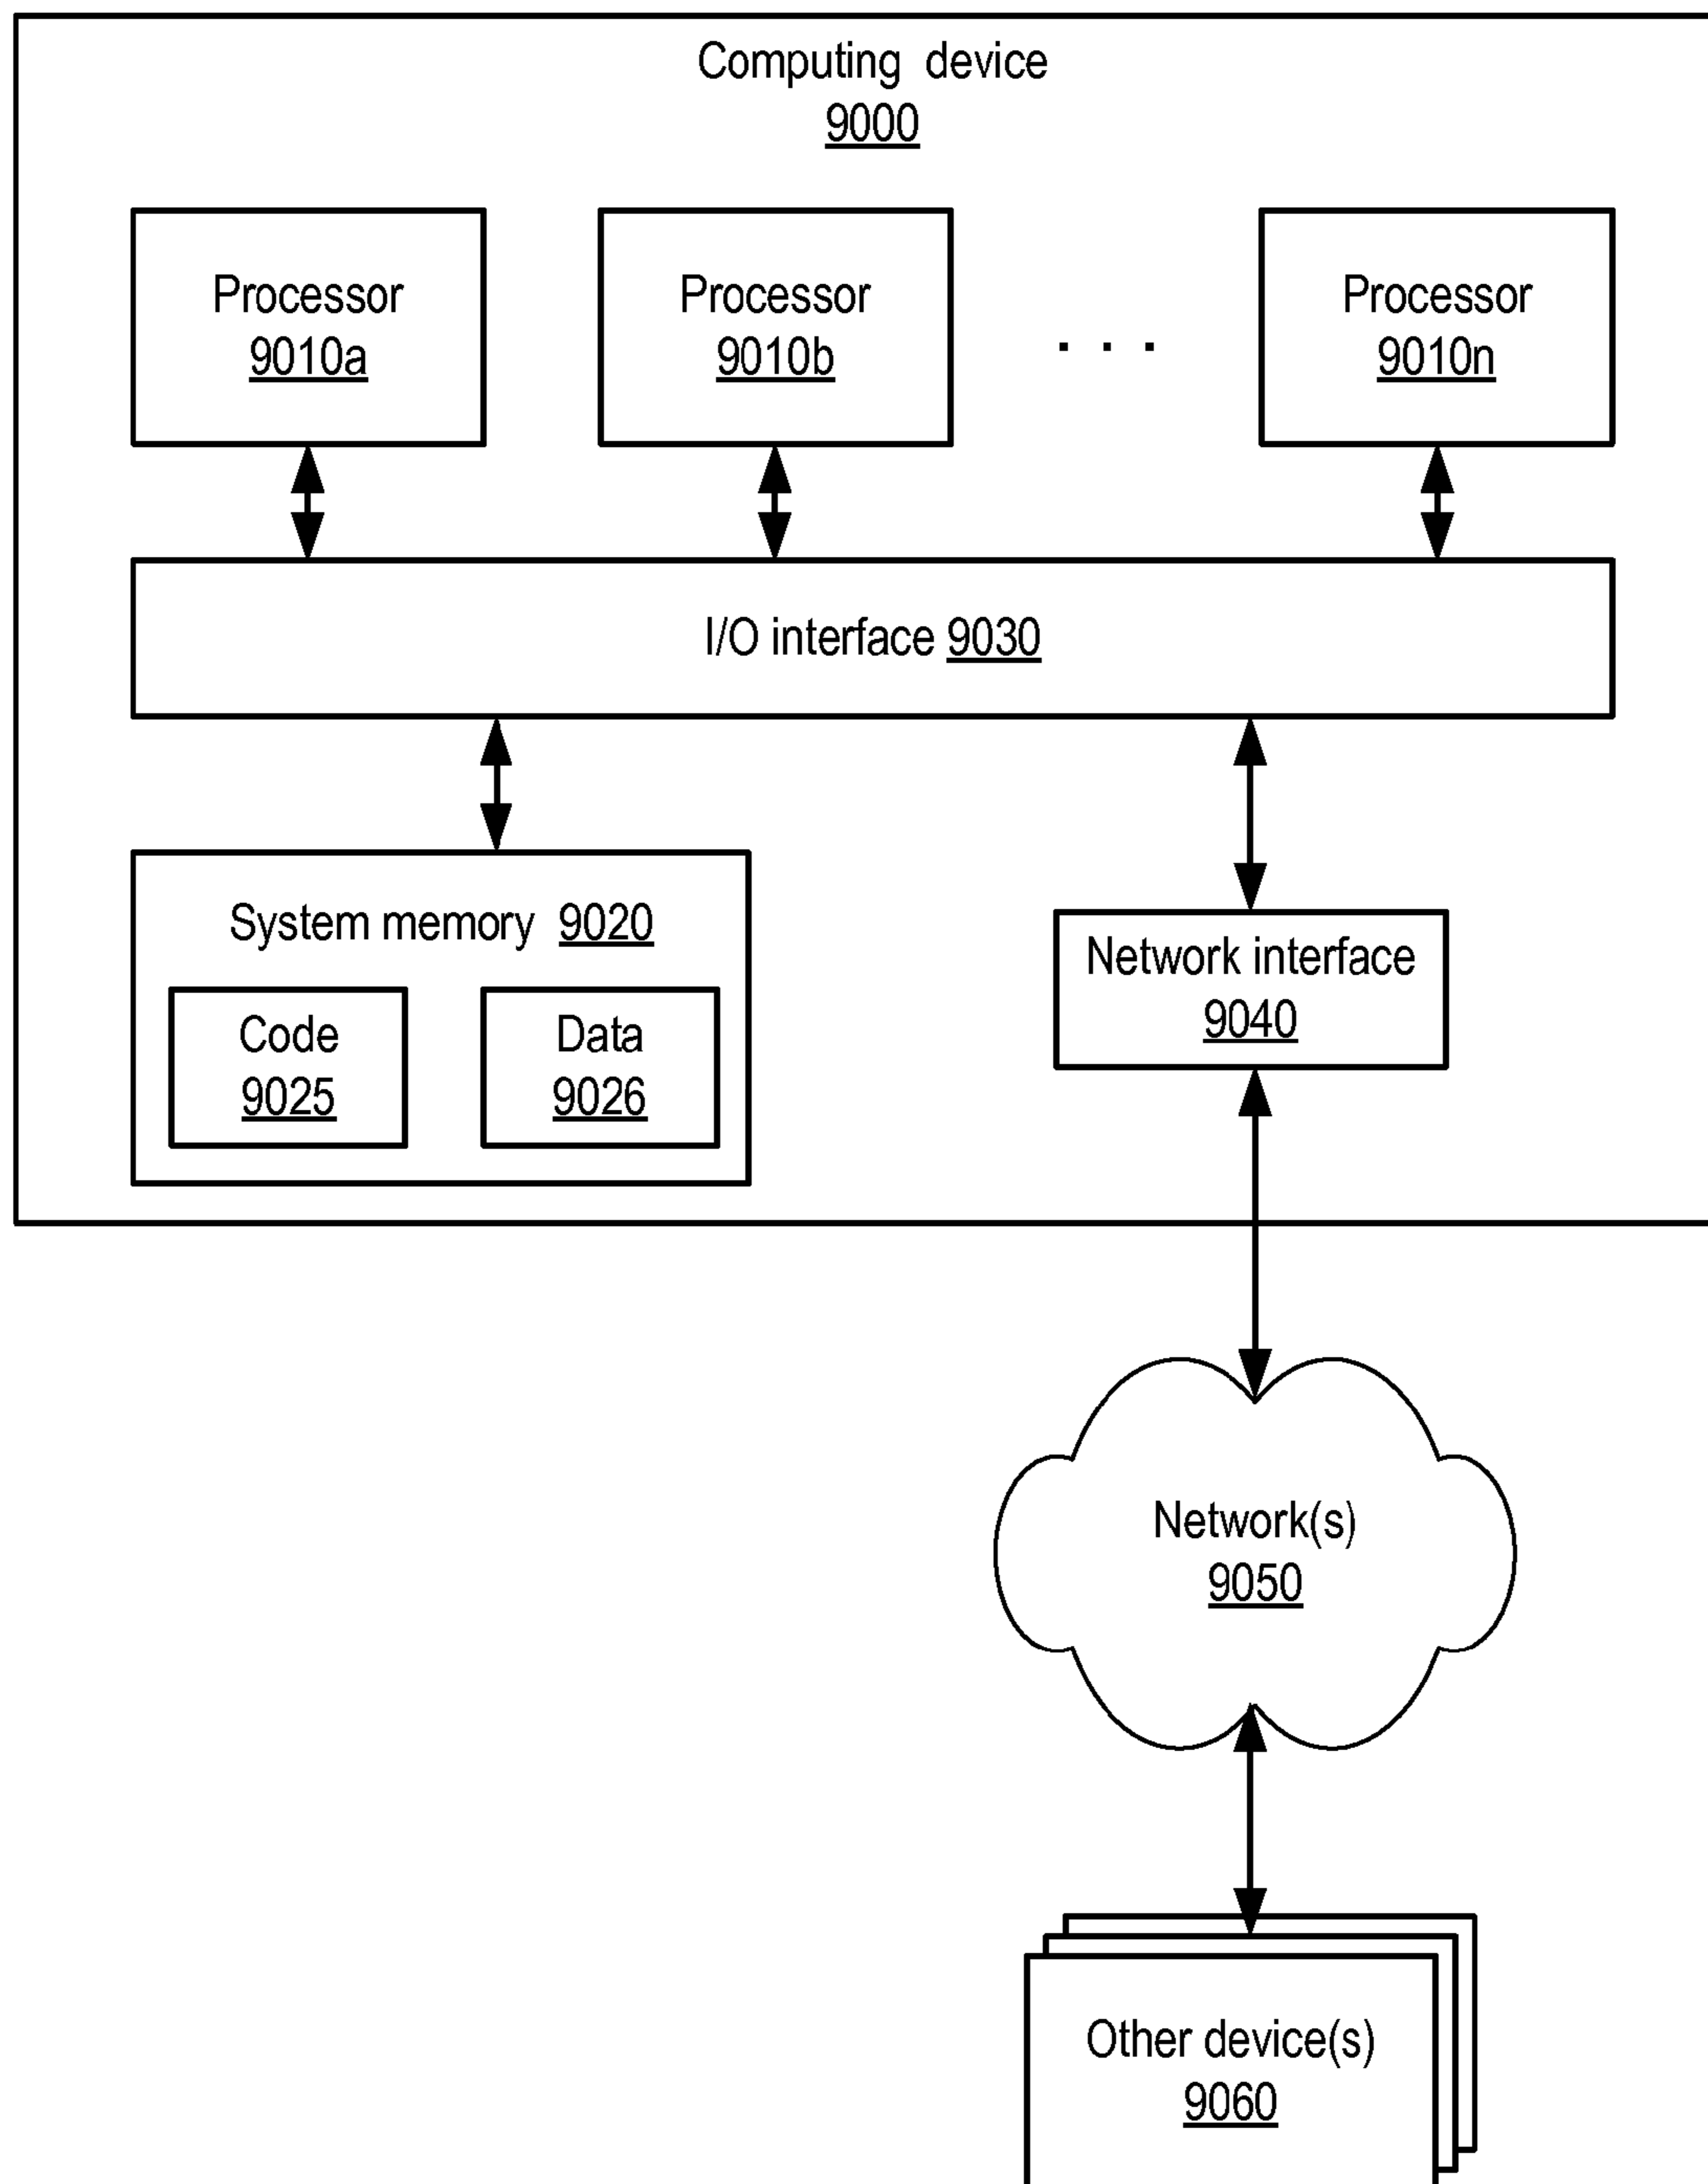 Computing device
9000
Processor
9010a
Processor
9010b
. . .
Processor
9010n
I/O interface 9030
System memory 9020
Code
9025
Data
9026
Network interface
9040
Network(s)
9050
Other device(s)
9060